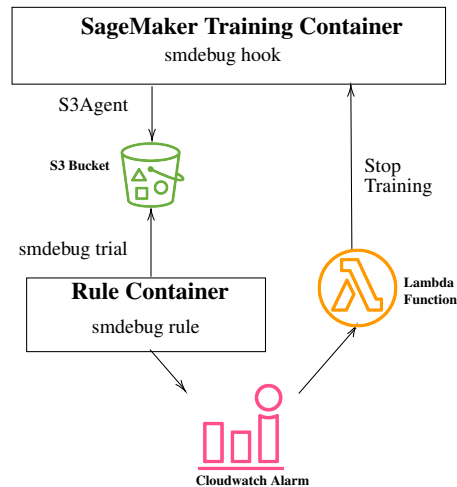 SageMaker Training Container
smdebug hook
S3Agent
S3 Bucket
Stop
Training
smdebug trial
Rule Container
smdebug rule
Lambda
Function
Cloudwatch Alarm